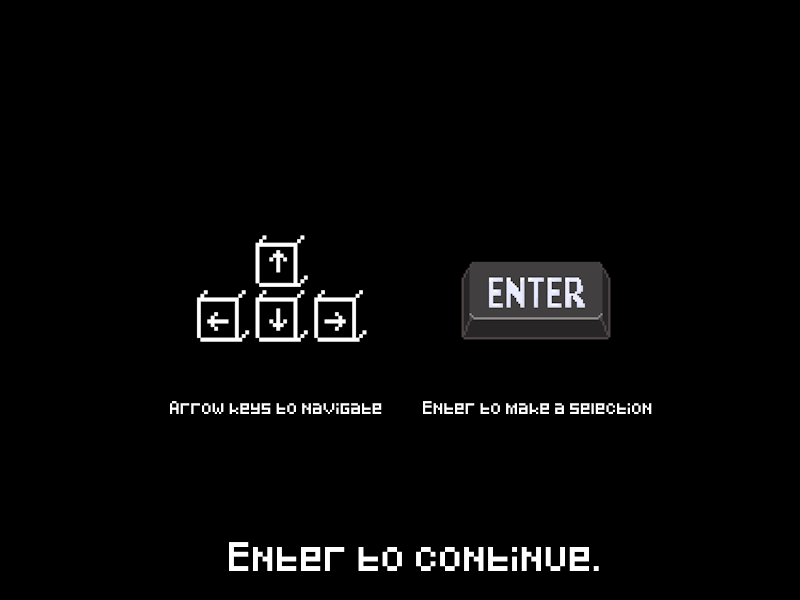 ENTER
Arrow keys to navigate
Enter to make a selection
Enter to continue.